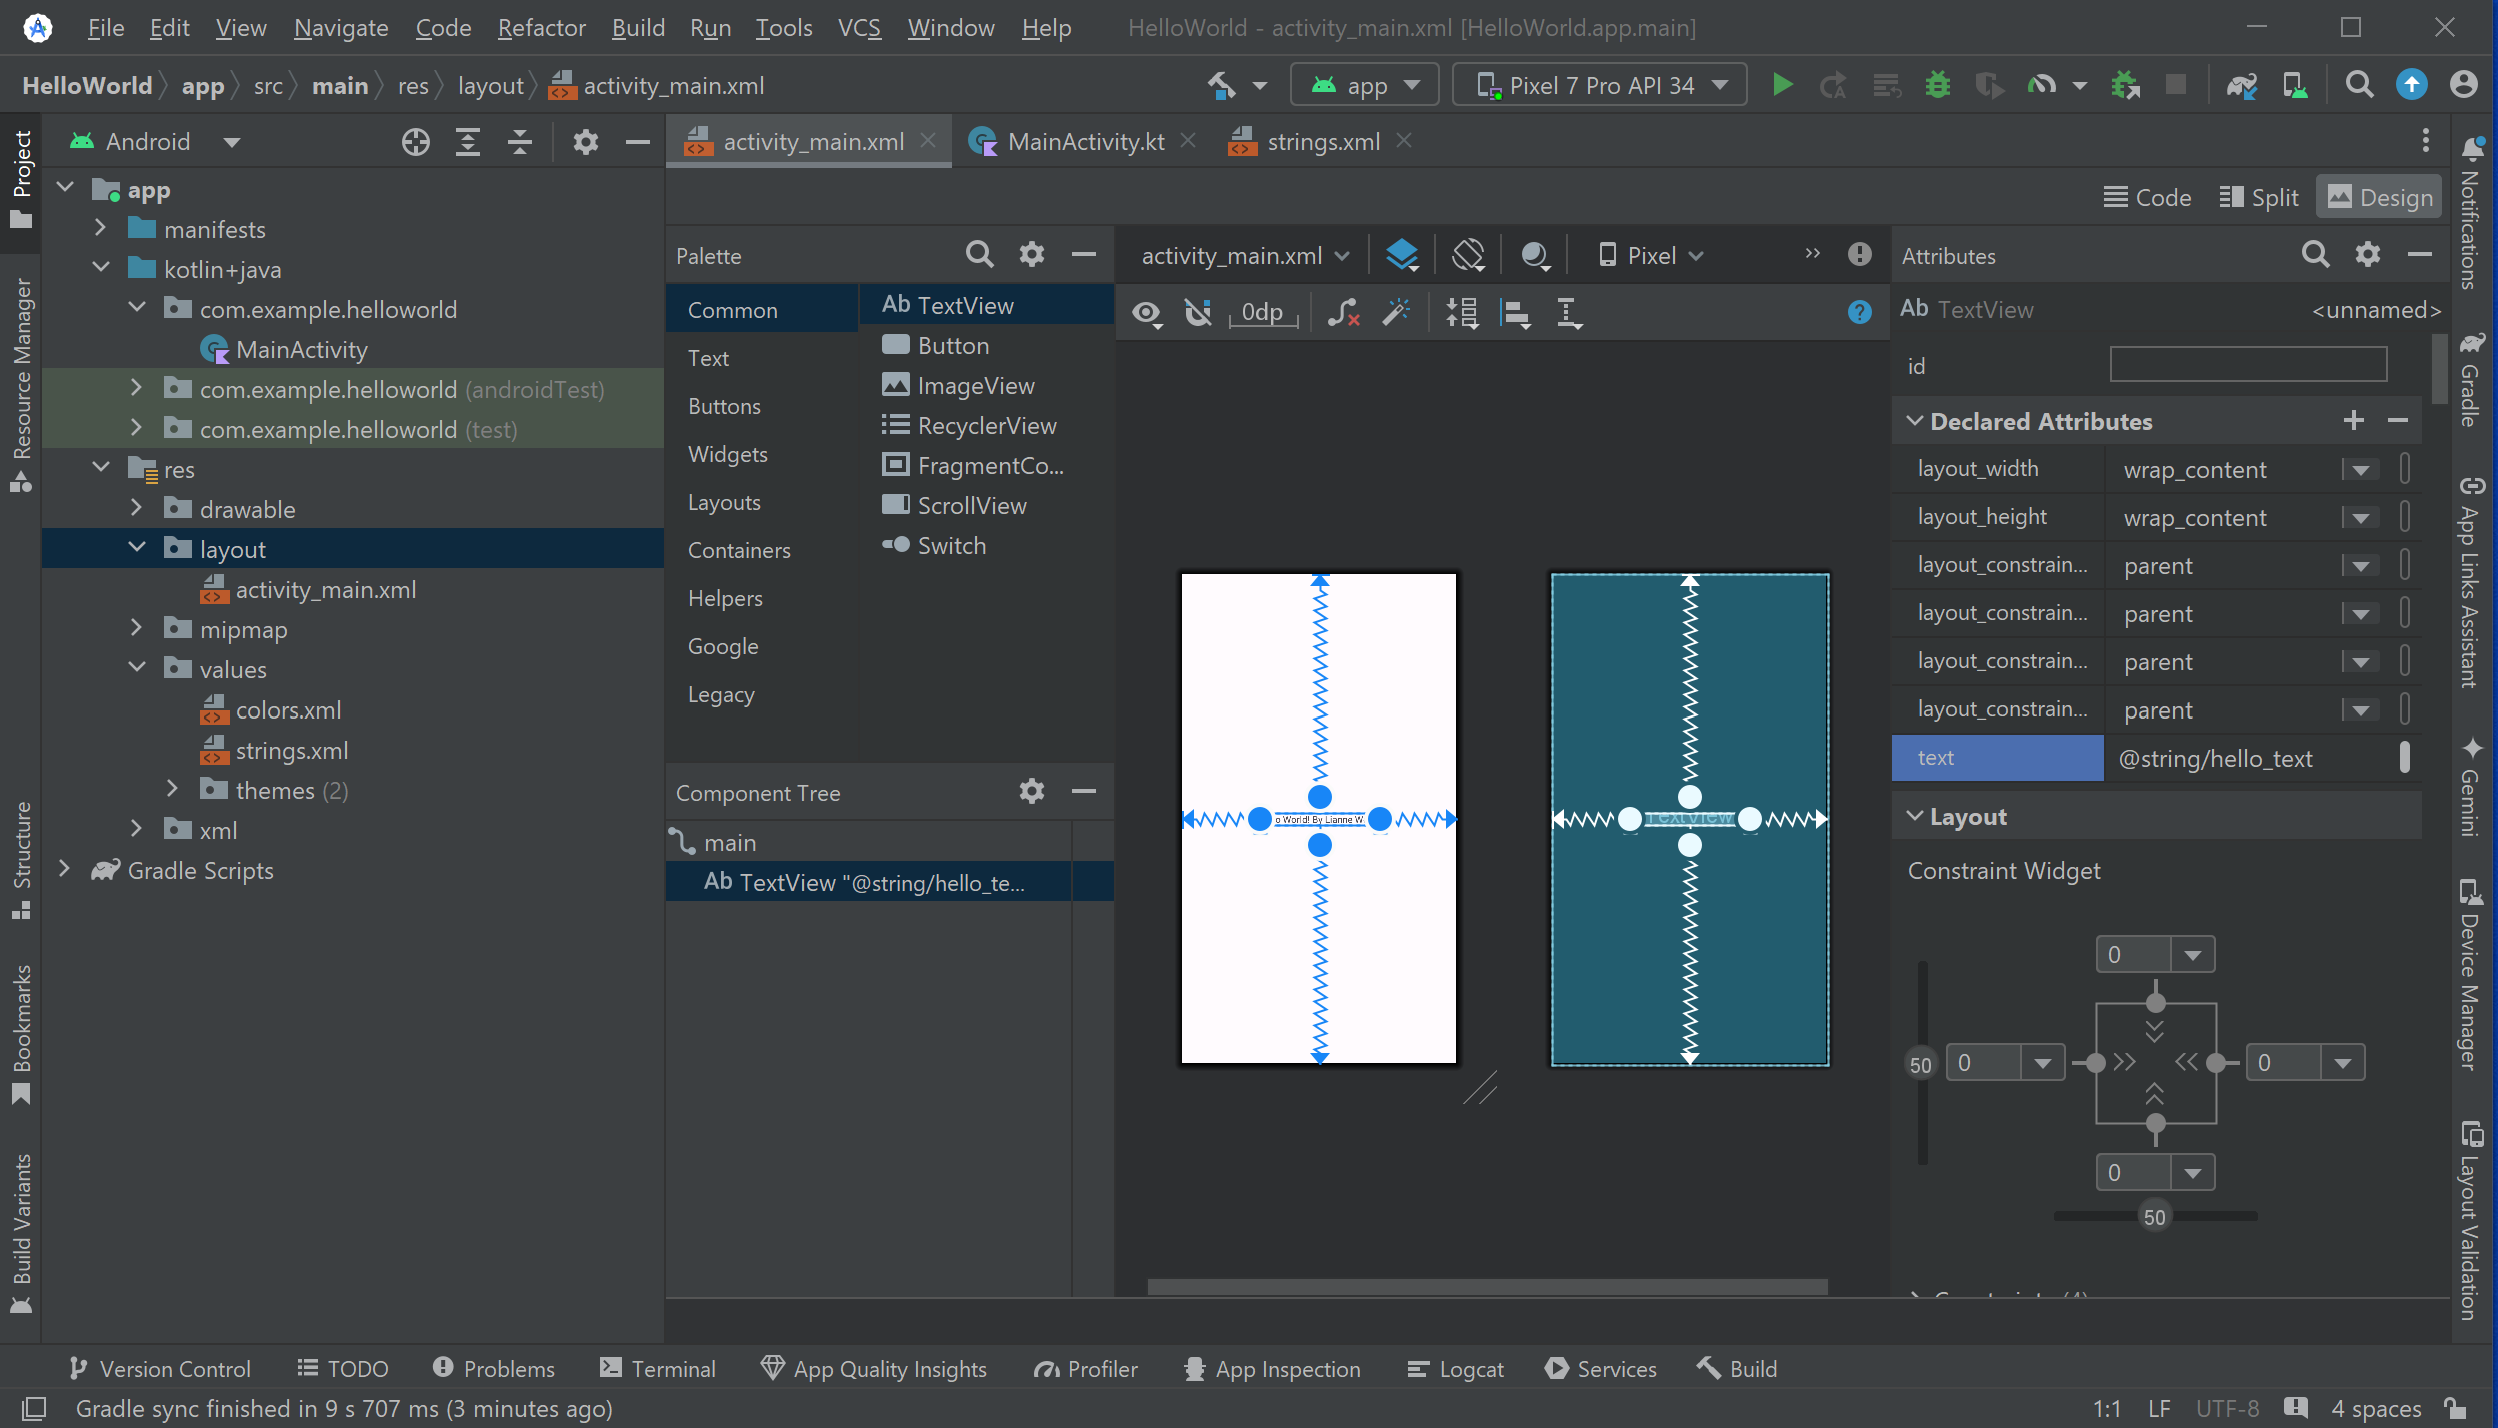 File Edit View Navigate Code Refactor Build Run Tools VCS Window Help HelloWorld - activity_main.xml [HelloWorld.app.main]
HelloWorld app src main res layout activity_main.xml app Pixel 7 Pro API 34
Project
Resource Manager
Structure
Bookmarks
Build Variants
Android
app
manifests
kotlin+java
com.example.helloworld
MainActivity
com.example.helloworld (androidTest)
com.example.helloworld (test)
res
drawable
layout
activity_main.xml
mipmap
values
colors.xml
strings.xml
themes (2)
xml
Gradle Scripts
activity_main.xml MainActivity.kt strings.xml
Code Split Design
Palette
Common
Text
Buttons
Widgets
Layouts
Containers
Helpers
Google
Legacy
Ab TextView
Button
ImageView
RecyclerView
FragmentCo...
ScrollView
Switch
Component Tree
main
Ab TextView "@string/hello_te...
activity_main.xml Pixel
0dp
o World! By Lianne W
TextView
Attributes
Ab TextView <unnamed>
id
Declared Attributes
layout_width wrap_content
layout_height wrap_content
layout_constrain... parent
layout_constrain... parent
layout_constrain... parent
layout_constrain... parent
text @string/hello_text
Layout
Constraint Widget
0
50 0 0
0
50
Notifications
Gradle
App Links Assistant
Gemini
Device Manager
Layout Validation
Version Control TODO Problems Terminal App Quality Insights Profiler App Inspection Logcat Services Build
Gradle sync finished in 9 s 707 ms (3 minutes ago) 1:1 LF UTF-8 4 spaces